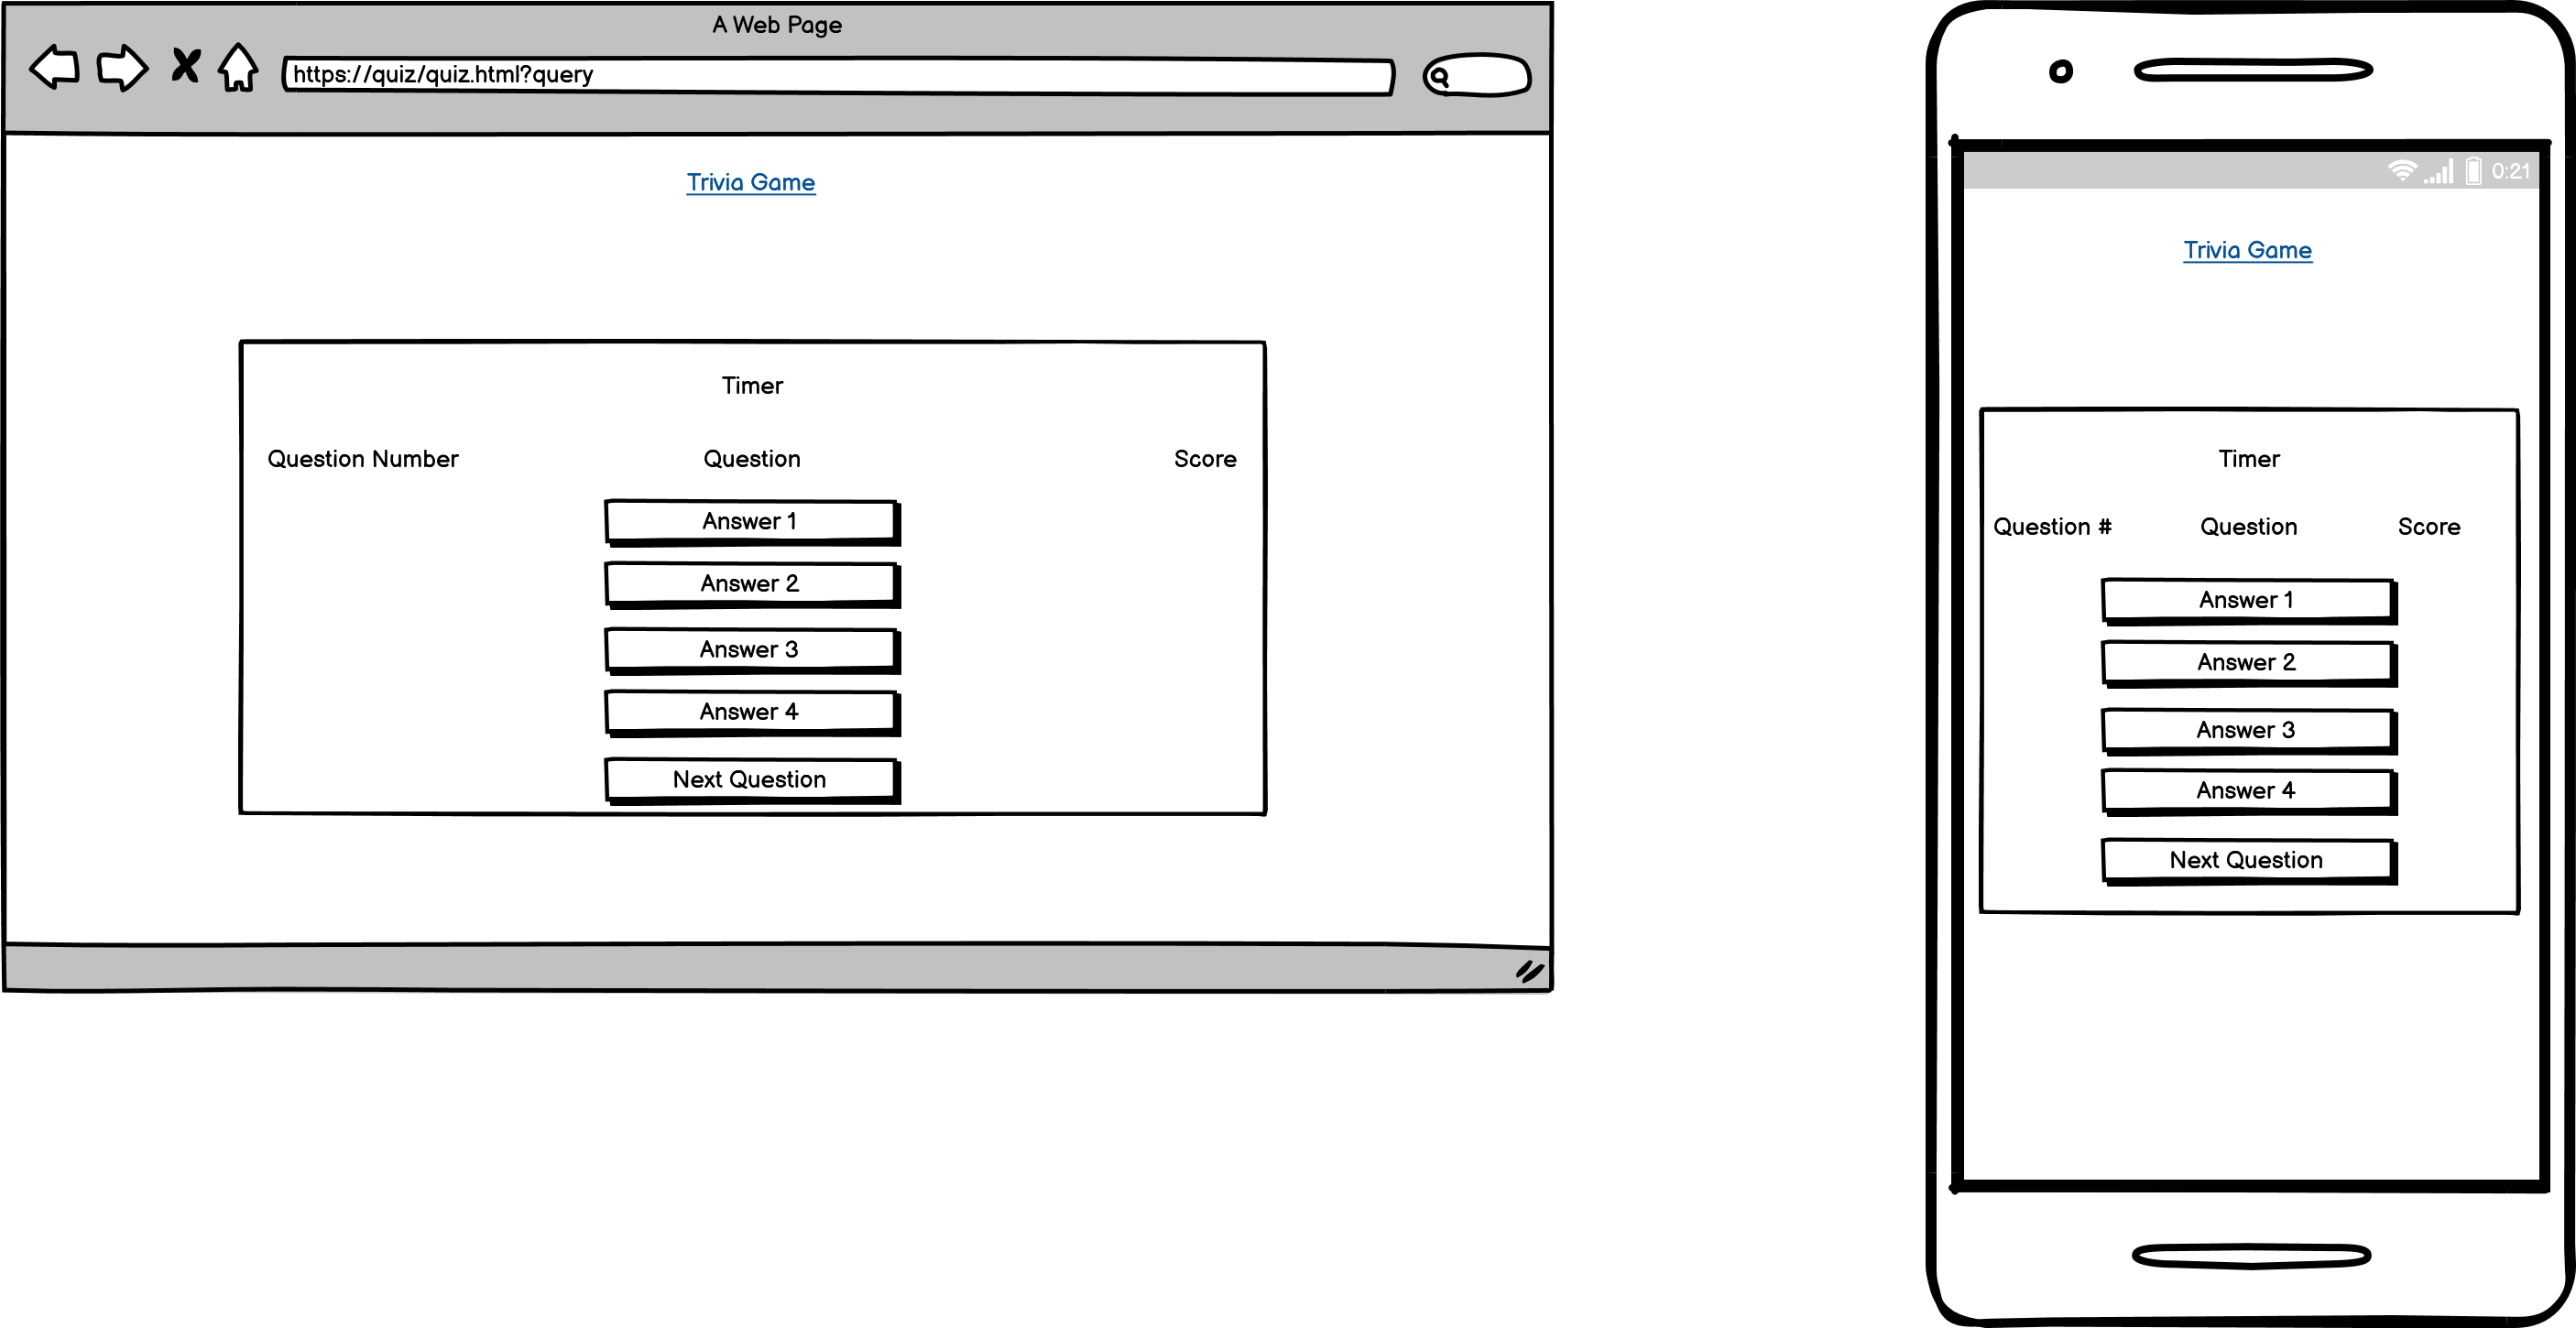 A Web Page
https://quiz/quiz.html?query
Trivia Game
Timer
Question Number Question Score
Answer 1
Answer 2
Answer 3
Answer 4
Next Question
0:21
Trivia Game
Timer
Question # Question Score
Answer 1
Answer 2
Answer 3
Answer 4
Next Question